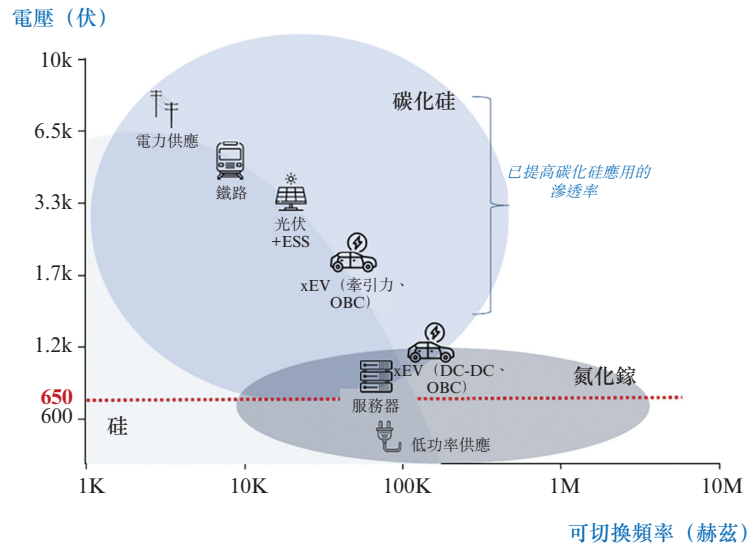 電壓（伏）
10k
碳化硅
6.5k
電力供應
已提高碳化硅應用的
滲透率
鐵路
3.3k
光伏
+ESS
1.7k
xEV（牽引力、
OBC）
1.2k
xEV（DC-DC、
OBC）
氮化鎵
650
服務器
600
硅
低功率供應
1K
10K
100K
1M
10M
可切換頻率（赫茲）